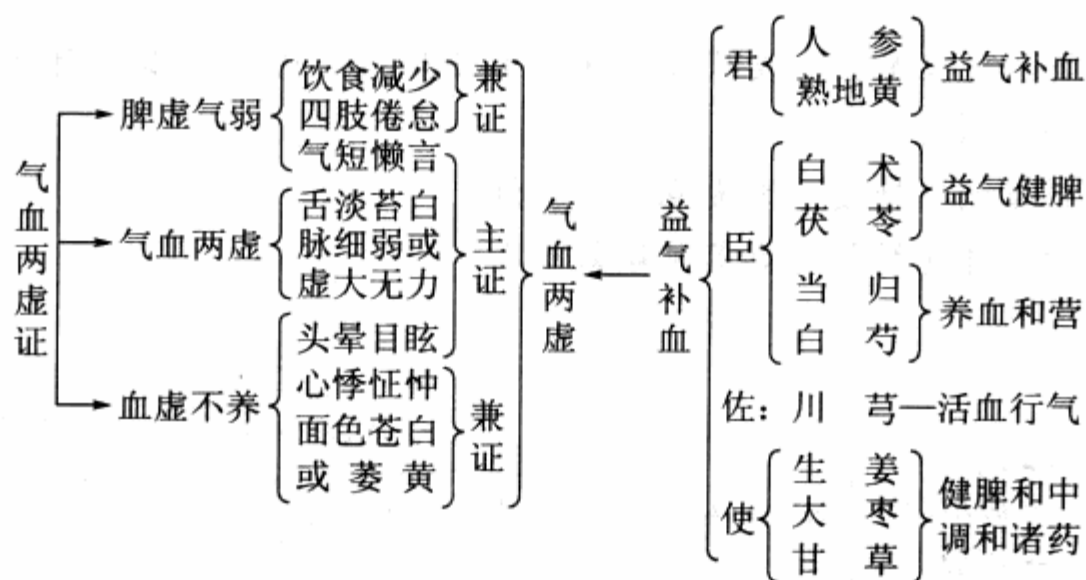 气血两虚证
脾虚气弱
饮食减少
四肢倦怠
气短懒言
兼证
气血两虚
舌淡苔白
脉细弱或
虚大无力
主证
血虚不养
头晕目眩
心悸怔忡
面色苍白
或萎黄
兼证
气血两虚
益气补血
君
人参
熟地黄
益气补血
臣
白术
茯苓
益气健脾
当归
白芍
养血和营
佐：川芎—活血行气
使
生姜
大枣
甘草
健脾和中
调和诸药